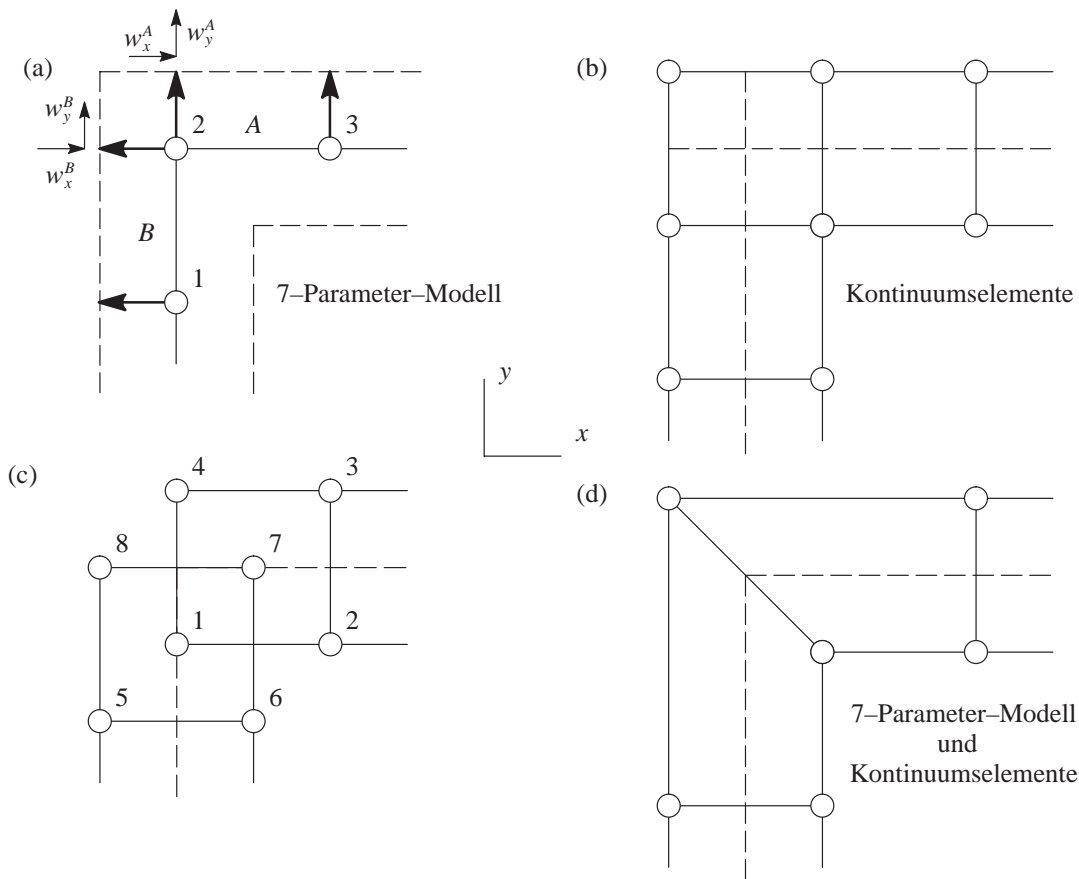 (a)
w_x^A
w_y^A
w_y^B
w_x^B
2
A
3
B
1
7–Parameter–Modell
(b)
Kontinuumselemente
y
x
(c)
4
3
8
7
1
2
5
6
(d)
7–Parameter–Modell
und
Kontinuumselemente